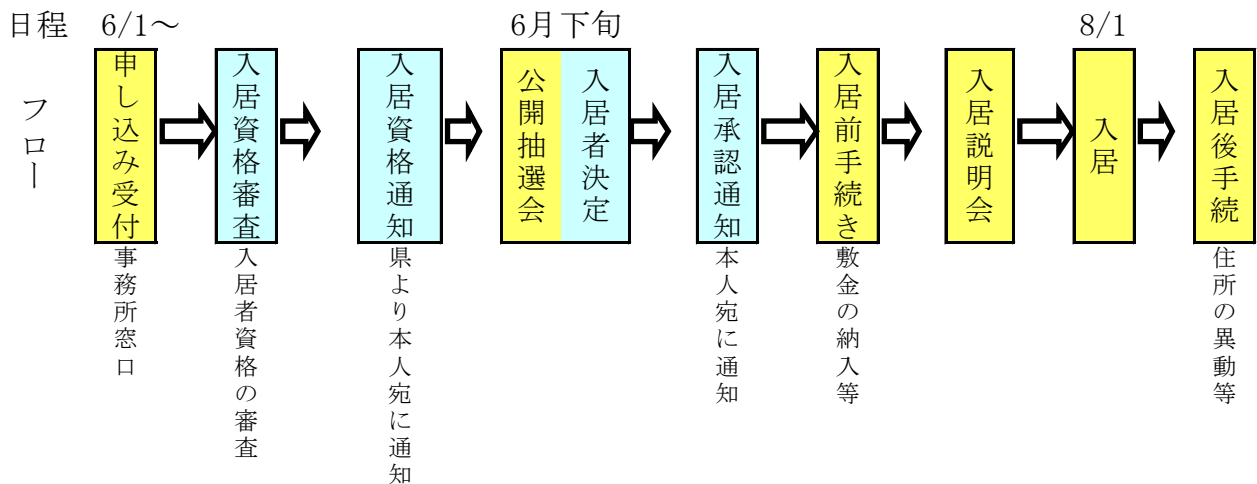 日程 6/1~ 6月下旬 8/1
フロー
申し込み受付
事務所窓口
入居資格審査
入居者資格の審査
入居資格通知
県より本人宛に通知
公開抽選会
入居者決定
入居承認通知
本人宛に通知
入居前手続き
敷金の納入等
入居説明会
入居
入居後手続
住所の異動等